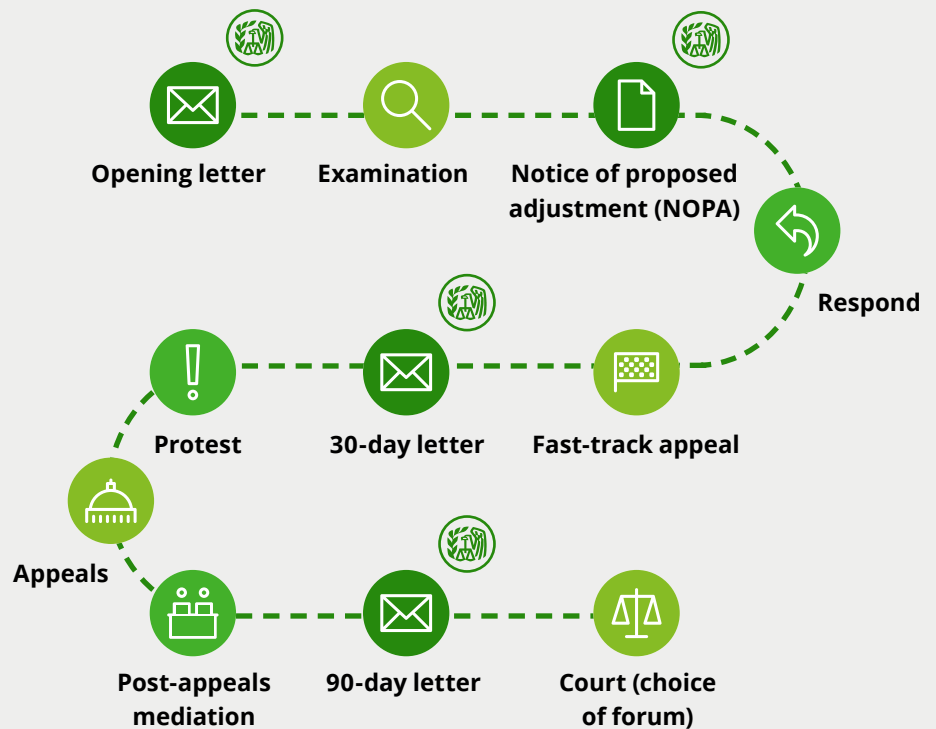 Opening letter
Examination
Notice of proposed
adjustment (NOPA)
Respond
Fast-track appeal
30-day letter
Protest
Appeals
Post-appeals
mediation
90-day letter
Court (choice
of forum)